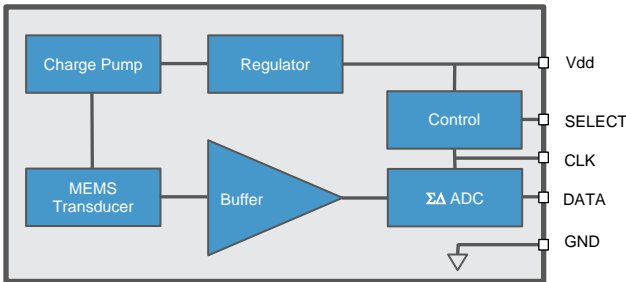 Charge Pump
Regulator
Vdd
Control
SELECT
CLK
MEMS
Transducer
Buffer
ΣΔ ADC
DATA
GND